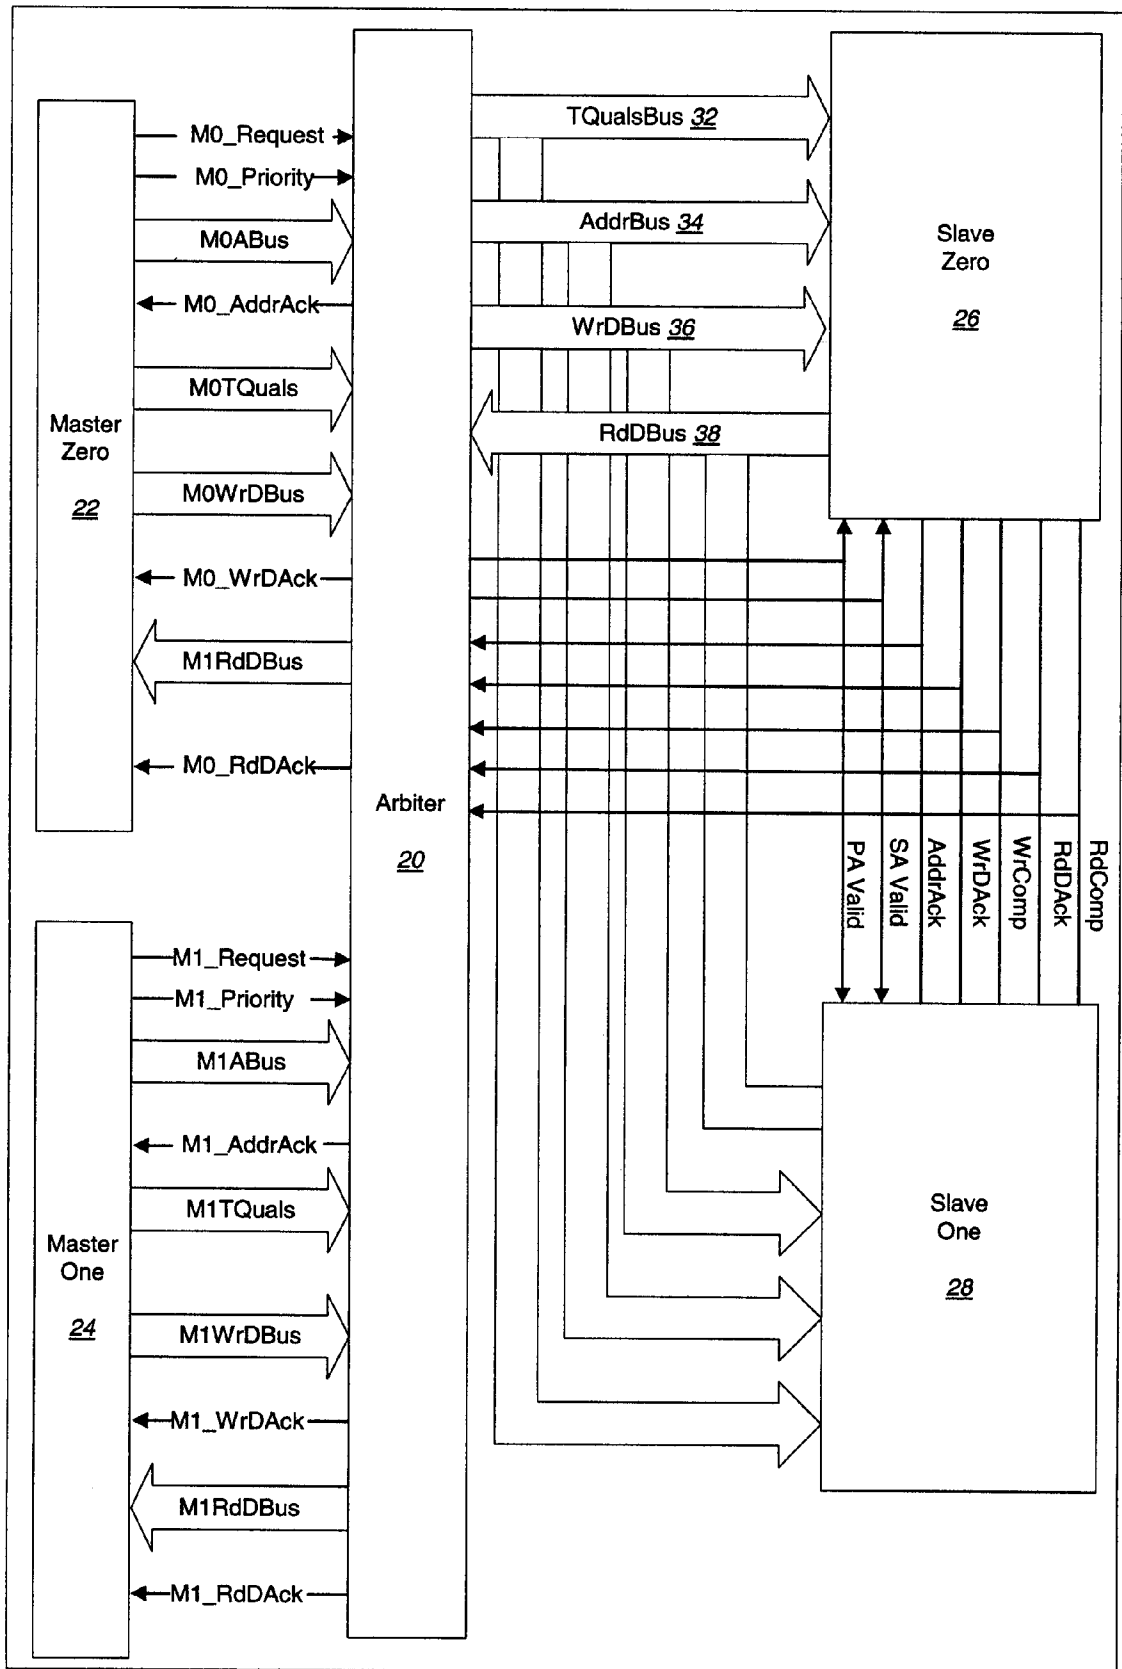 M0_Request
M0_Priority
M0ABus
M0_AddrAck
M0TQuals
M0WrDBus
M0_WrDAck
M1RdDBus
M0_RdDAck
Master
Zero
22
M1_Request
M1_Priority
M1ABus
M1_AddrAck
M1TQuals
M1WrDBus
M1_WrDAck
M1RdDBus
M1_RdDAck
Master
One
24
Arbiter
20
TQualsBus 32
AddrBus 34
WrDBus 36
RdDBus 38
Slave
Zero
26
PA Valid
SA Valid
AddrAck
WrDAck
WrComp
RdDAck
RdComp
Slave
One
28